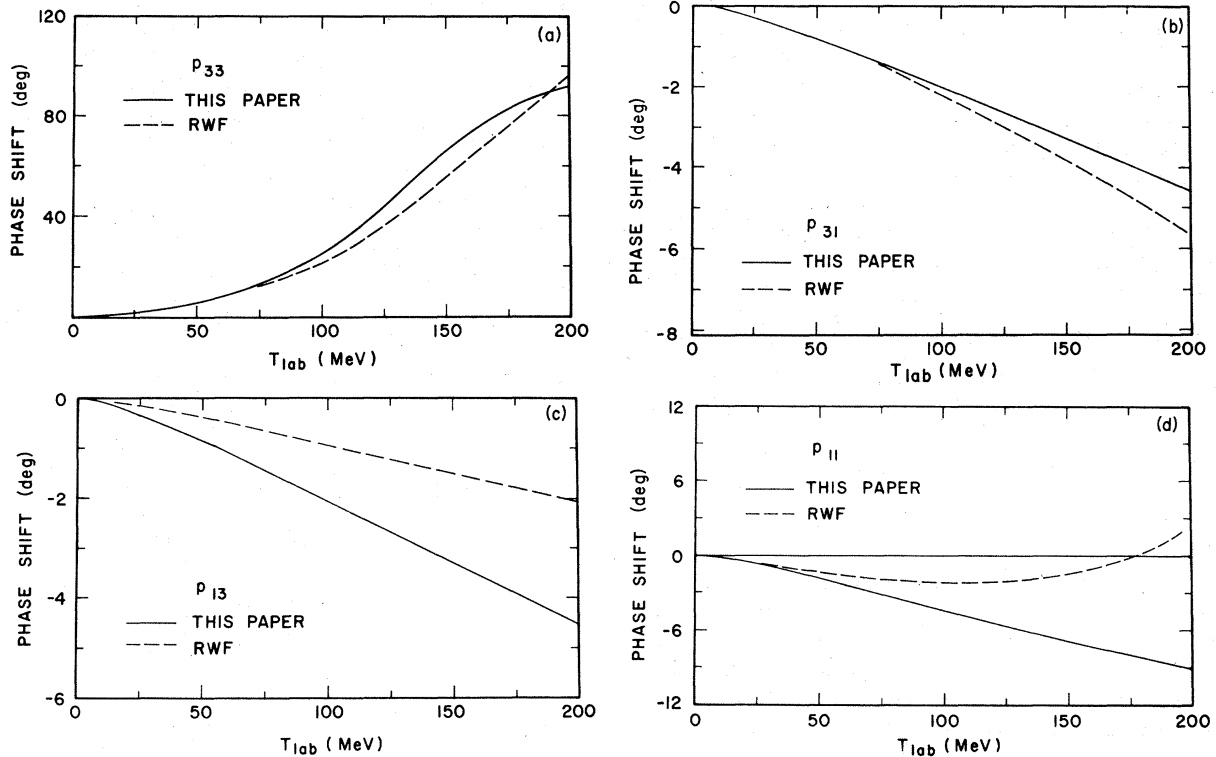 (a)
120
80
40
0
PHASE SHIFT (deg)
P33
THIS PAPER
RWF
0 50 100 150 200
Tlab (MeV)
(b)
0
-2
-4
-6
-8
PHASE SHIFT (deg)
P31
THIS PAPER
RWF
0 50 100 150 200
Tlab (MeV)
(c)
0
-2
-4
-6
PHASE SHIFT (deg)
P13
THIS PAPER
RWF
0 50 100 150 200
Tlab (MeV)
(d)
12
6
0
-6
-12
PHASE SHIFT (deg)
P11
THIS PAPER
RWF
0 50 100 150 200
Tlab (MeV)